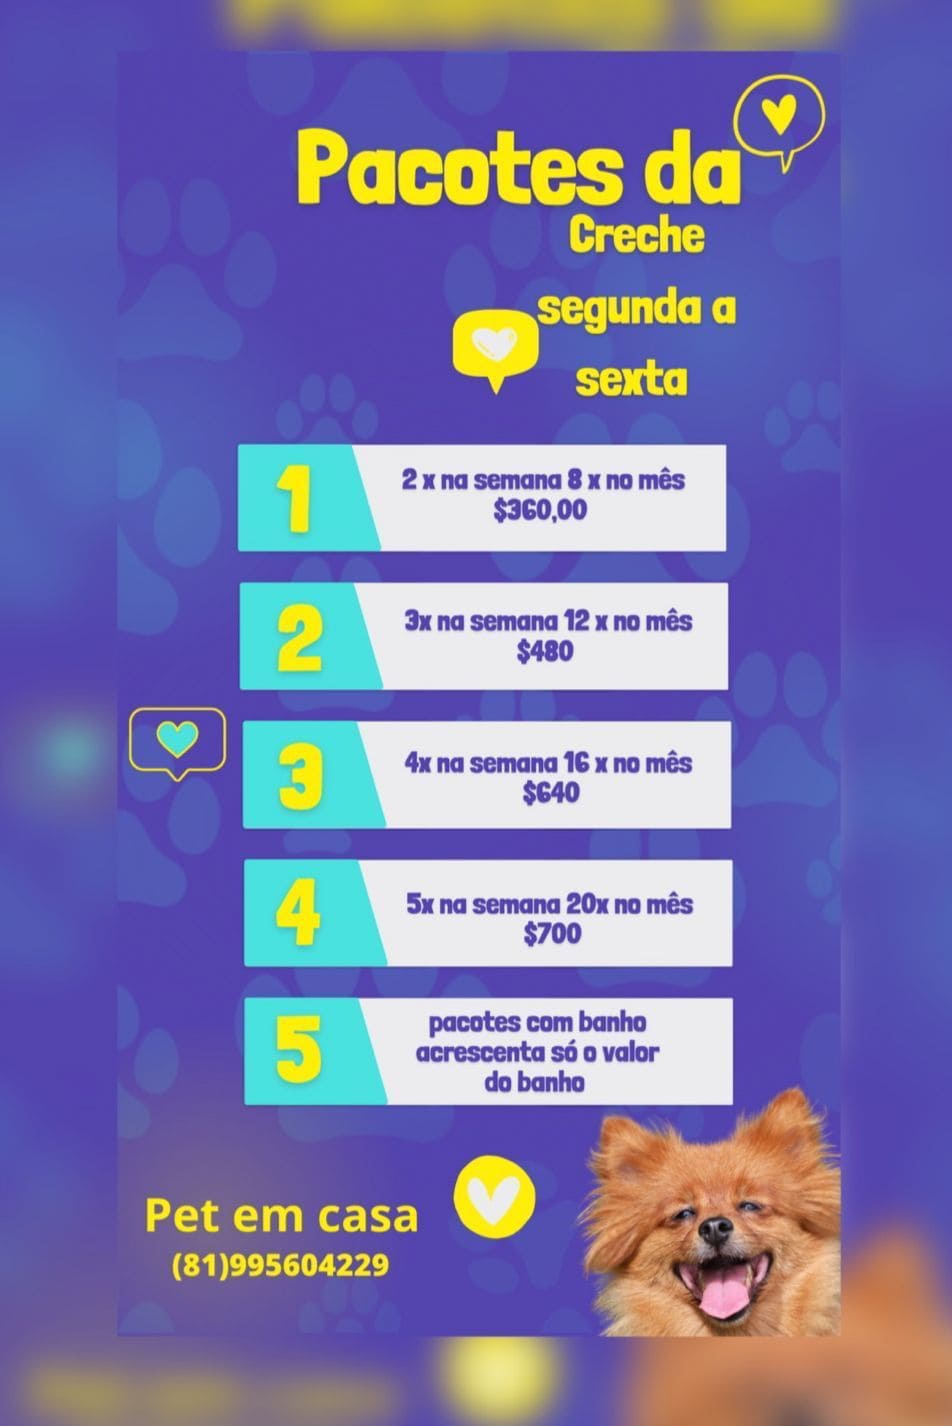 Pacotes da
Creche
segunda a
sexta
1
2 x na semana 8 x no mês
$360,00
2
3x na semana 12 x no mês
$480
3
4x na semana 16 x no mês
$640
4
5x na semana 20x no mês
$700
5
pacotes com banho
acrescenta só o valor
do banho
Pet em casa
(81)995604229